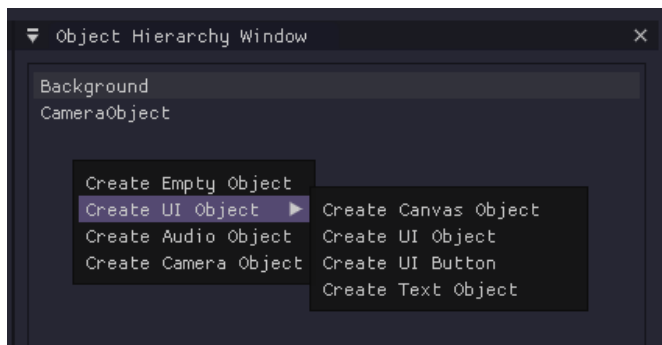 Object Hierarchy Window
Background
CameraObject
Create Empty Object
Create UI Object
Create Audio Object
Create Camera Object
Create Canvas Object
Create UI Object
Create UI Button
Create Text Object